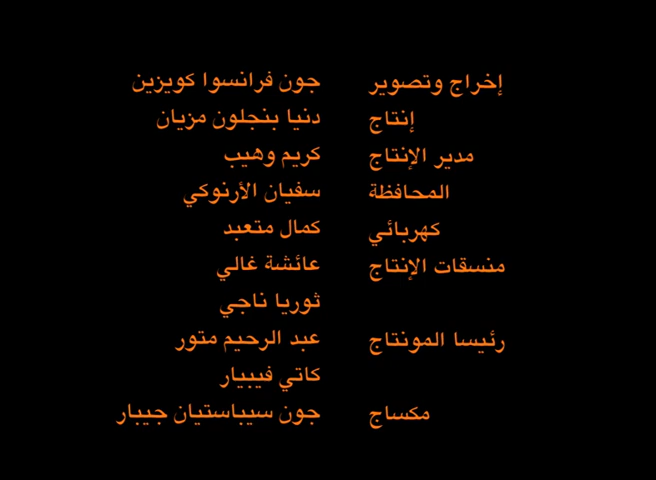 إخراج وتصوير جون فرانسوا كويزين
إنتاج دنيا بنجلون مزيان
مدير الإنتاج كريم وهيب
المحافظة سفيان الأرنوكي
كهربائي كمال متعبد
منسقات الإنتاج عائشة غالي
ثوريا ناجي
رئيسا المونتاج عبد الرحيم متور
كاتي فيبيار
مكساج جون سيباستيان جيبار